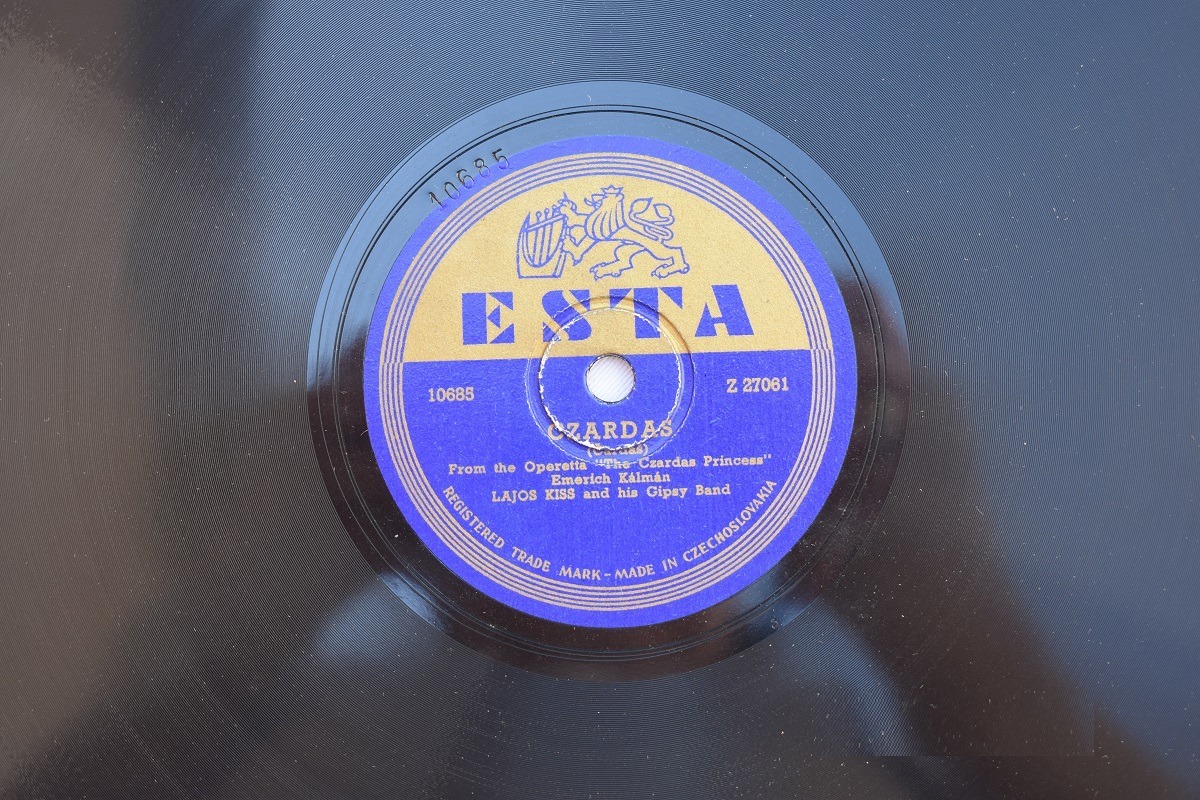 10685
ESTA
10685
Z 27061
CZARDAS
(Čardáš)
From the Operetta "The Czardas Princess"
Emerich Kálmán
LAJOS KISS and his Gipsy Band
REGISTERED TRADE MARK - MADE IN CZECHOSLOVAKIA